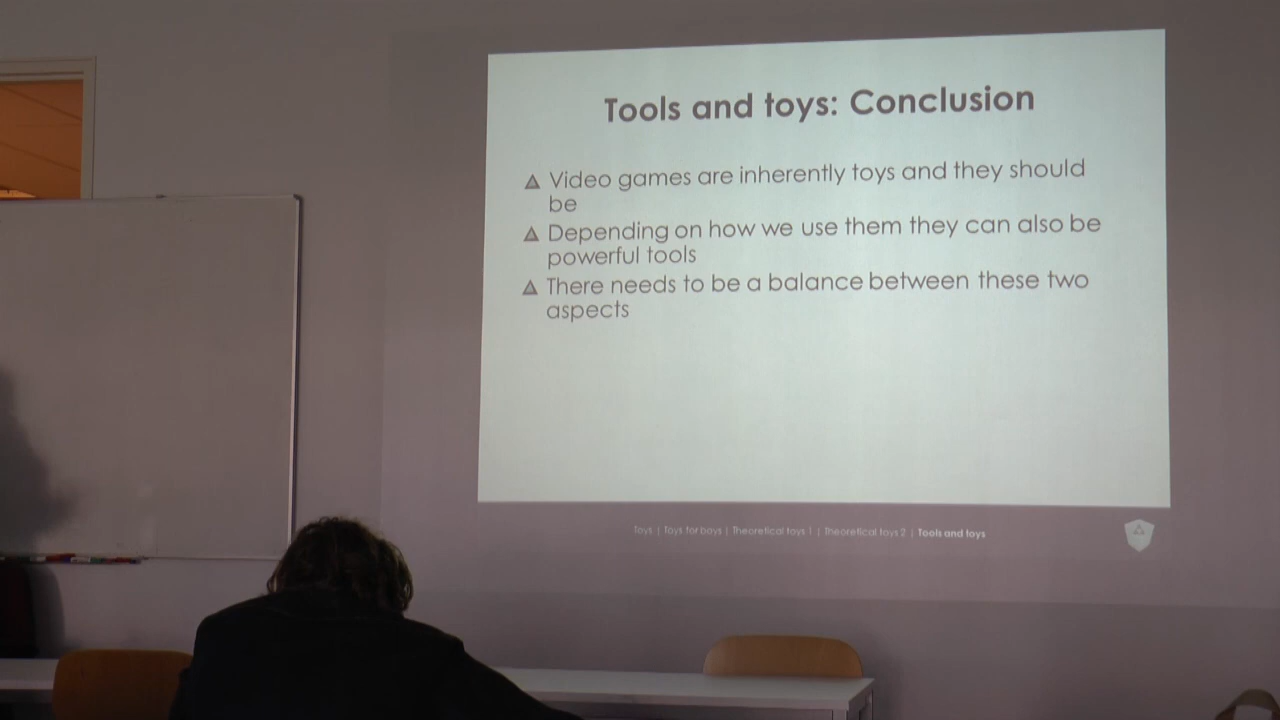 Tools and toys: Conclusion
Video games are inherently toys and they should
be
Depending on how we use them they can also be
powerful tools
There needs to be a balance between these two
aspects
Toys | Toys for boys | Theoretical toys 1 | Theoretical toys 2 | Tools and toys